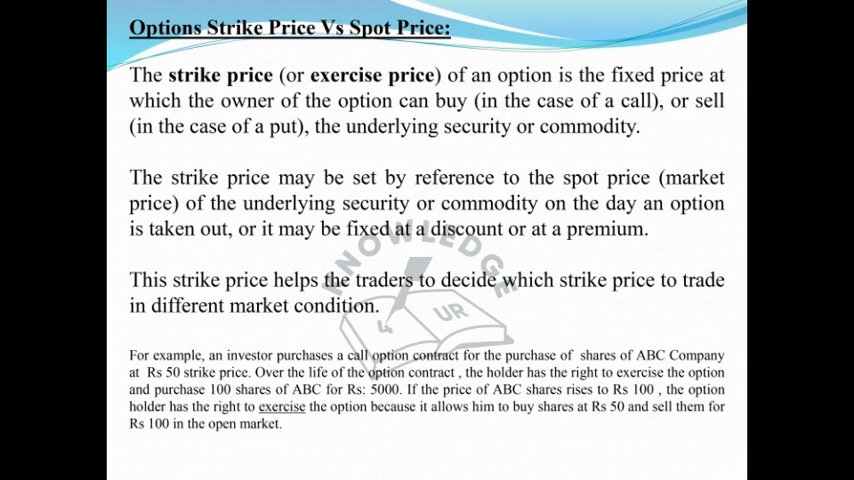 Options Strike Price Vs Spot Price:
The strike price (or exercise price) of an option is the fixed price at
which the owner of the option can buy (in the case of a call), or sell
(in the case of a put), the underlying security or commodity.
The strike price may be set by reference to the spot price (market
price) of the underlying security or commodity on the day an option
is taken out, or it may be fixed at a discount or at a premium.
This strike price helps the traders to decide which strike price to trade
in different market condition.
For example, an investor purchases a call option contract for the purchase of shares of ABC Company
at Rs 50 strike price. Over the life of the option contract , the holder has the right to exercise the option
and purchase 100 shares of ABC for Rs: 5000. If the price of ABC shares rises to Rs 100 , the option
holder has the right to exercise the option because it allows him to buy shares at Rs 50 and sell them for
Rs 100 in the open market.
KNOWLEDGE
4 UR